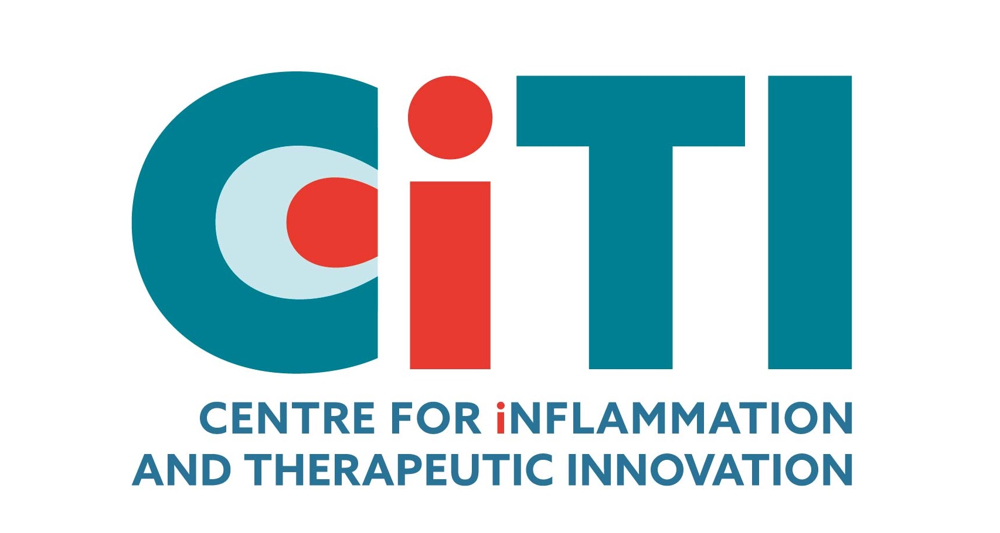 CiTI
CENTRE FOR iNFLAMMATION
AND THERAPEUTIC INNOVATION